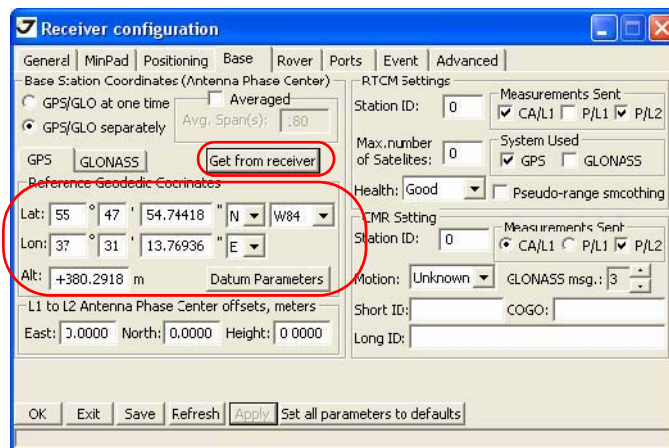 Receiver configuration
General MinPad Positioning Base Rover Ports Event Advanced
Base Station Coordinates (Antenna Phase Center)
GPS/GLO at one time
Averaged
GPS/GLO separately
Avg. Span(s): 180
GPS GLONASS
Get from receiver
Reference Geodedic Cocrinates
Lat: 55 ° 47 ' 54.74418 " N W84
Lon: 37 ° 31 ' 13.76936 " E
Alt: +380.2918 m
Datum Parameters
L1 to L2 Antenna Phase Center offsets, meters
East: 0.0000 North: 0.0000 Height: 0.0000
RTCM Settings
Station ID: 0
Measurements Sent
CA/L1 P/L1 P/L2
Max.number of Satelites: 0
System Used
GPS GLONASS
Health: Good
Pseudo-range smcothing
CMR Setting
Station ID: 0
Measurements Sent
CA/L1 P/L1 P/L2
Motion: Unknown
GLONASS msg.: 3
Short ID:
COGO:
Long ID:
OK Exit Save Refresh Apply Set all parameters to defaults